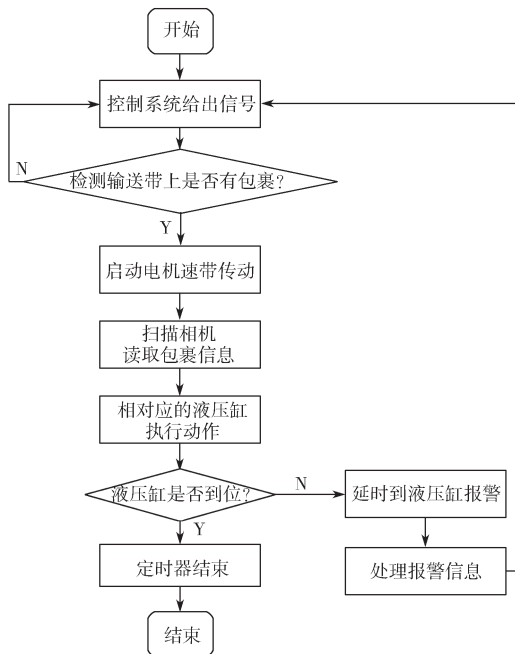 开始
控制系统给出信号
N
检测输送带上是否有包裹?
Y
启动电机速带传动
扫描相机
读取包裹信息
相对应的液压缸
执行动作
液压缸是否到位?
N
延时到液压缸报警
Y
定时器结束
处理报警信息
结束